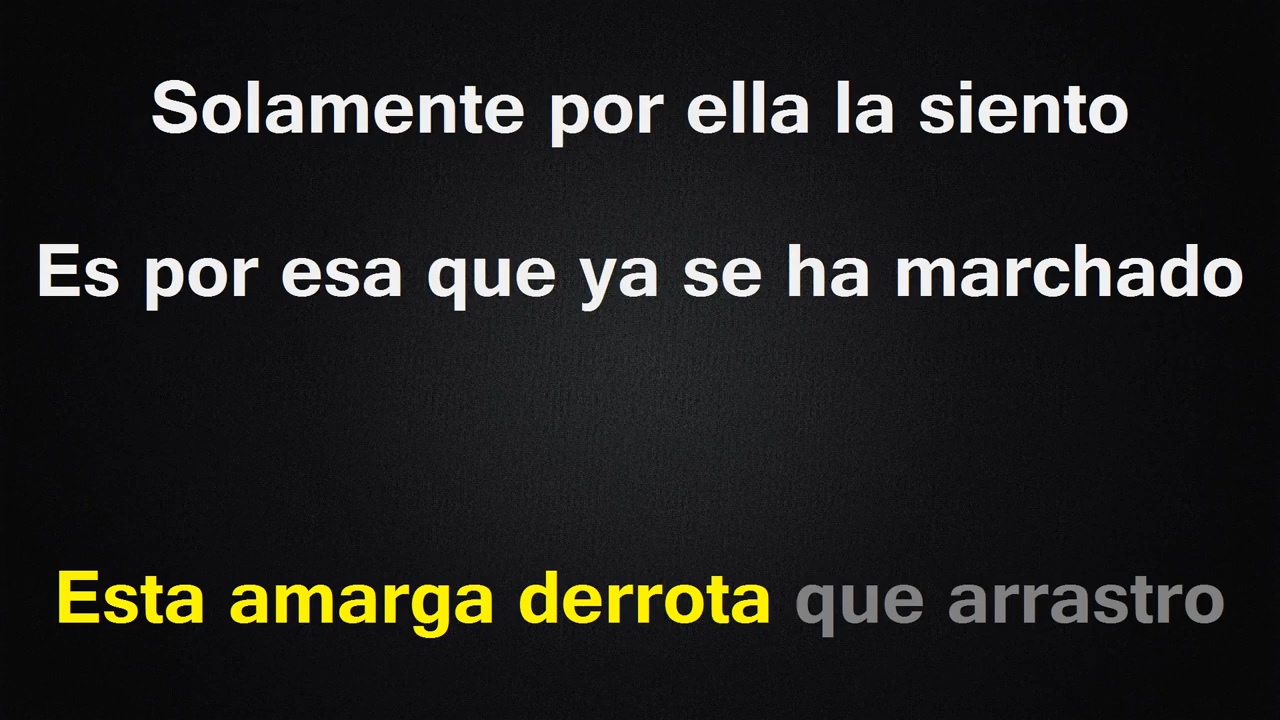 Solamente por ella la siento
Es por esa que ya se ha marchado
Esta amarga derrota que arrastro